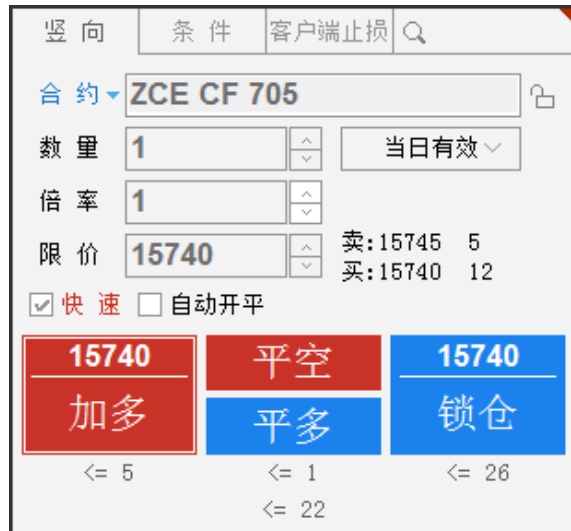 竖 向 条 件 客户端止损
合 约 ZCE CF 705
数 量 1 当日有效
倍 率 1
限 价 15740 卖:15745 5
买:15740 12
快 速 自动开平
15740 平空 15740
加多 平多 锁仓
<= 5 <= 1 <= 26
<= 22